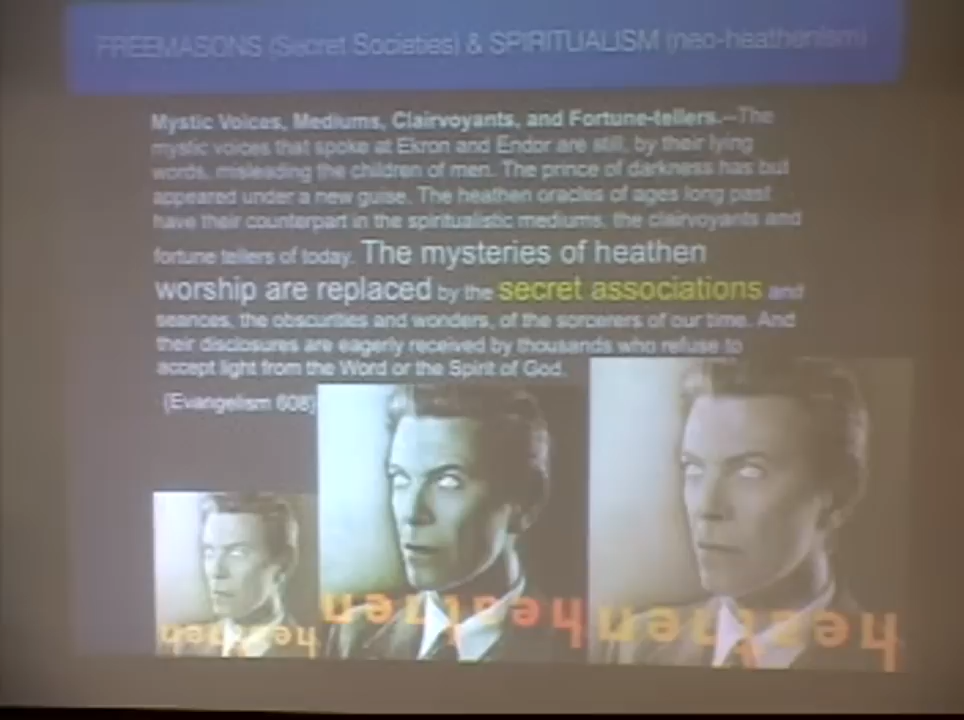 FREEMASONS (Secret Societies) & SPIRITUALISM (neo-heathenism)
Mystic Voices, Mediums, Clairvoyants, and Fortune-tellers.--The
mystic voices that spoke at Ekron and Endor are still, by their lying
words, misleading the children of men. The prince of darkness has but
appeared under a new guise. The heathen oracles of ages long past
have their counterpart in the spiritualistic mediums, the clairvoyants and
fortune tellers of today. The mysteries of heathen
worship are replaced by the secret associations and
seances, the obscurities and wonders, of the sorcerers of our time. And
their disclosures are eagerly received by thousands who refuse to
accept light from the Word or the Spirit of God.
{Evangelism 608}
heathen
heathen
heathen